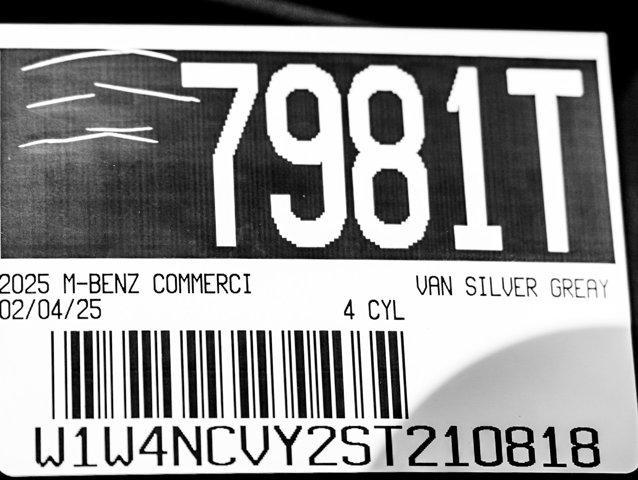 7981T
2025 M-BENZ COMMERCI VAN SILVER GREAY
02/04/25 4 CYL
W1W4NCVY2ST210818